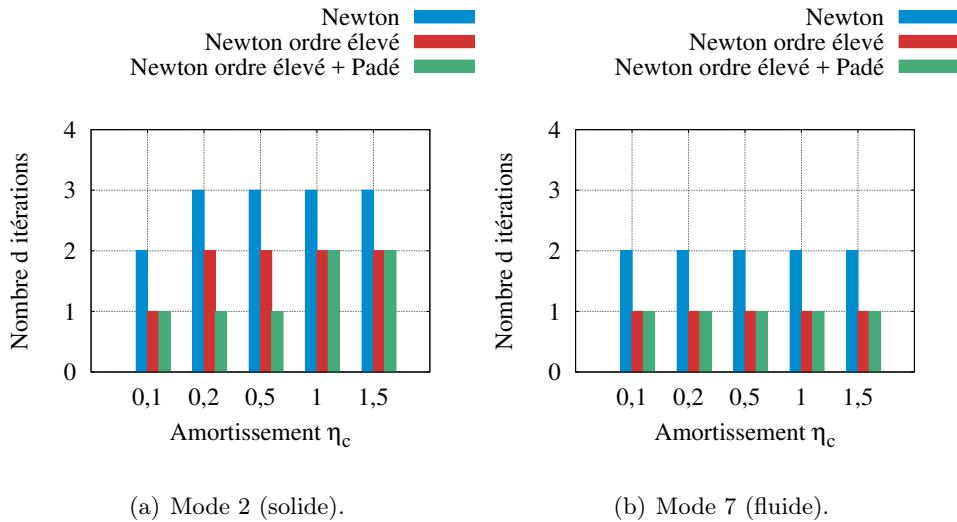 Newton
Newton ordre élevé
Newton ordre élevé + Padé
4
3
2
1
0
Nombre d itérations
0,1 0,2 0,5 1 1,5
Amortissement ηc
(a) Mode 2 (solide).
Newton
Newton ordre élevé
Newton ordre élevé + Padé
4
3
2
1
0
Nombre d itérations
0,1 0,2 0,5 1 1,5
Amortissement ηc
(b) Mode 7 (fluide).